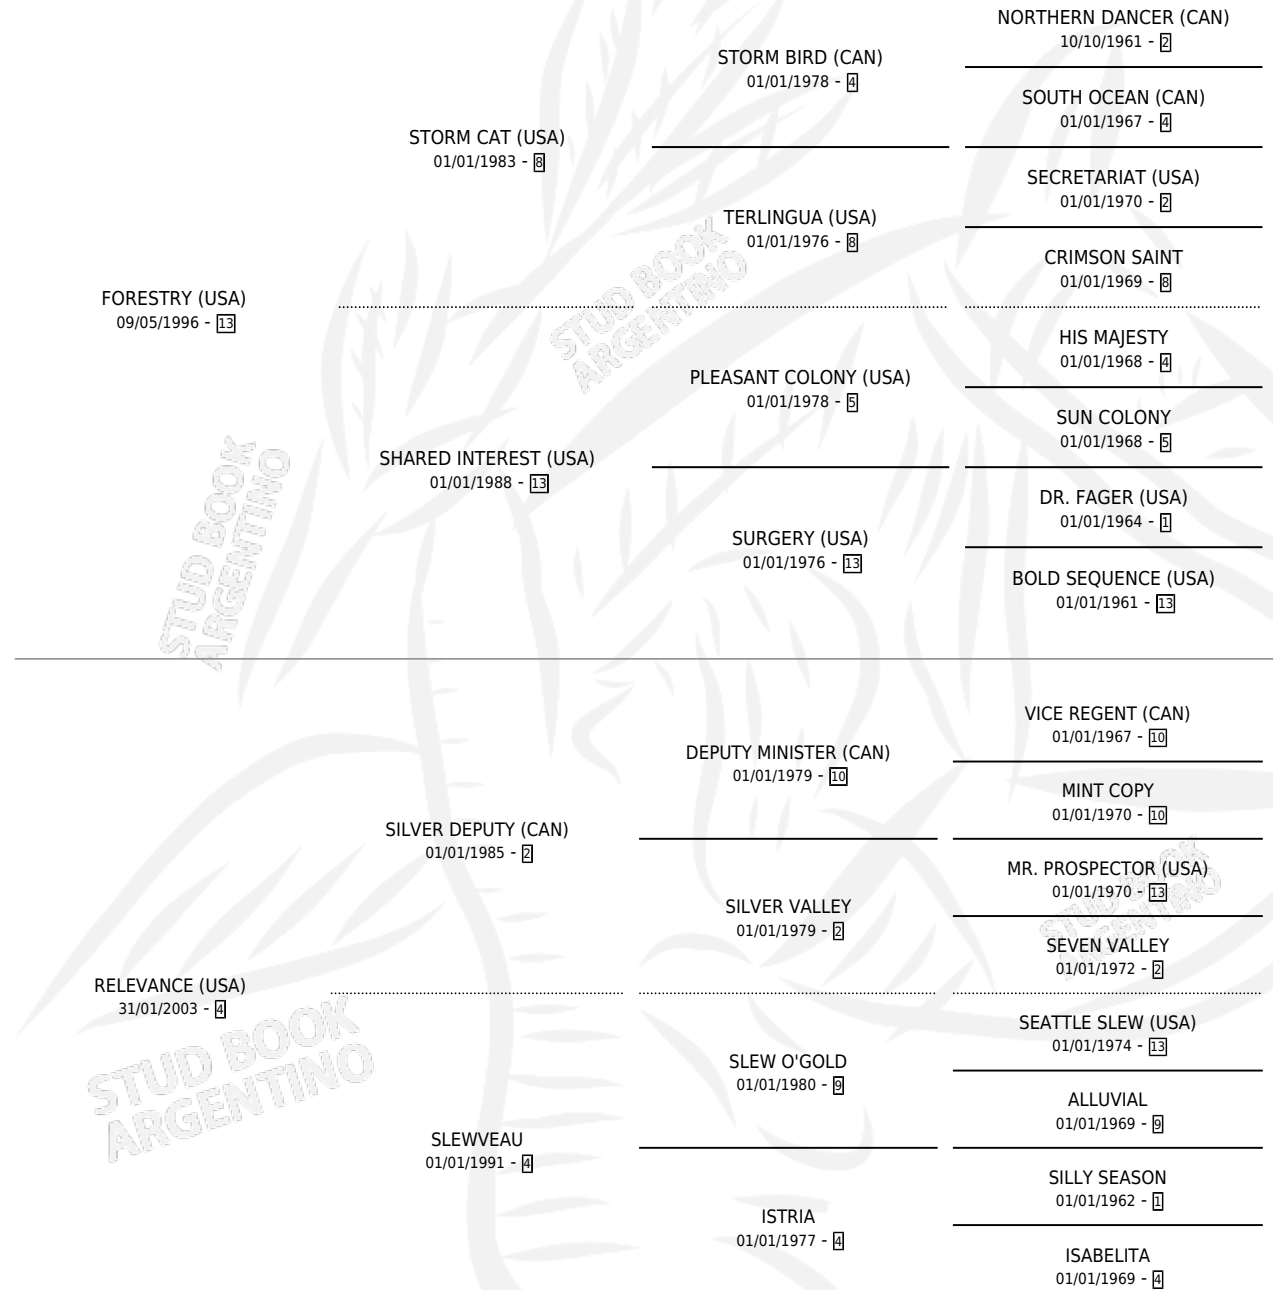 NORTHERN DANCER (CAN)
10/10/1961 - 2
STORM BIRD (CAN)
01/01/1978 - 4
SOUTH OCEAN (CAN)
01/01/1967 - 4
STORM CAT (USA)
01/01/1983 - 8
SECRETARIAT (USA)
01/01/1970 - 2
TERLINGUA (USA)
01/01/1976 - 8
CRIMSON SAINT
01/01/1969 - 8
FORESTRY (USA)
09/05/1996 - 13
HIS MAJESTY
01/01/1968 - 4
PLEASANT COLONY (USA)
01/01/1978 - 5
SUN COLONY
01/01/1968 - 5
SHARED INTEREST (USA)
01/01/1988 - 13
DR. FAGER (USA)
01/01/1964 - 1
SURGERY (USA)
01/01/1976 - 13
BOLD SEQUENCE (USA)
01/01/1961 - 13
VICE REGENT (CAN)
01/01/1967 - 10
DEPUTY MINISTER (CAN)
01/01/1979 - 10
MINT COPY
01/01/1970 - 10
SILVER DEPUTY (CAN)
01/01/1985 - 2
MR. PROSPECTOR (USA)
01/01/1970 - 13
SILVER VALLEY
01/01/1979 - 2
SEVEN VALLEY
01/01/1972 - 2
RELEVANCE (USA)
31/01/2003 - 4
SEATTLE SLEW (USA)
01/01/1974 - 13
SLEW O'GOLD
01/01/1980 - 9
ALLUVIAL
01/01/1969 - 9
SLEWVEAU
01/01/1991 - 4
SILLY SEASON
01/01/1962 - 1
ISTRIA
01/01/1977 - 4
ISABELITA
01/01/1969 - 4
STUD BOOK
ARGENTINO
STUD BOOK
ARGENTINO
STUD BOOK
ARGENTINO
STUD BOOK
ARGENTINO